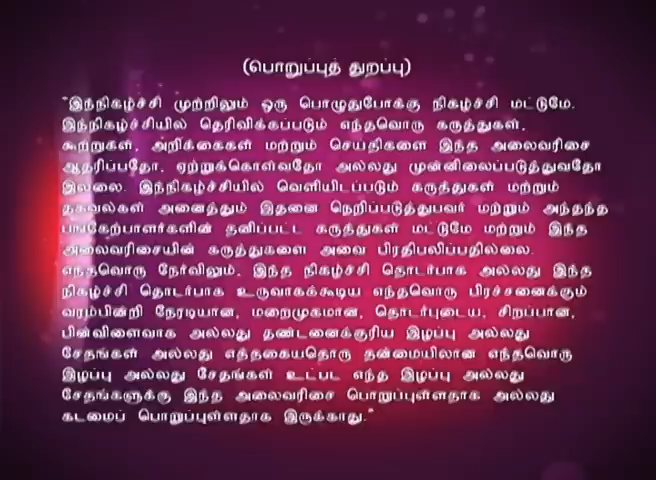 (பொறுப்புத் துறப்பு)
"இந்நிகழ்ச்சி முற்றிலும் ஒரு பொழுதுபோக்கு நிகழ்ச்சி மட்டுமே.
இந்நிகழ்ச்சியில் தெரிவிக்கப்படும் எந்தவொரு கருத்துகள்,
கூற்றுகள், அறிக்கைகள் மற்றும் செய்திகளை இந்த அலைவரிசை
ஆதரிப்பதோ, ஏற்றுக்கொள்வதோ அல்லது முன்னிலைப்படுத்துவதோ
இல்லை. இந்நிகழ்ச்சியில் வெளியிடப்படும் கருத்துகள் மற்றும்
தகவல்கள் அனைத்தும் இதனை நெறிப்படுத்துபவர் மற்றும் அந்தந்த
பங்கேற்பாளர்களின் தனிப்பட்ட கருத்துகள் மட்டுமே மற்றும் இந்த
அலைவரிசையின் கருத்துகளை அவை பிரதிபலிப்பதில்லை.
எந்தவொரு நேர்விலும், இந்த நிகழ்ச்சி தொடர்பாக அல்லது இந்த
நிகழ்ச்சி தொடர்பாக உருவாகக்கூடிய எந்தவொரு பிரச்சனைக்கும்
வரம்பின்றி நேரடியான, மறைமுகமான, தொடர்புடைய, சிறப்பான,
பின்விளைவாக அல்லது தண்டனைக்குரிய இழப்பு அல்லது
சேதங்கள் அல்லது எத்தகையதொரு தன்மையிலான எந்தவொரு
இழப்பு அல்லது சேதங்கள் உட்பட எந்த இழப்பு அல்லது
சேதங்களுக்கு இந்த அலைவரிசை பொறுப்புள்ளதாக அல்லது
கடமைப் பொறுப்புள்ளதாக இருக்காது."